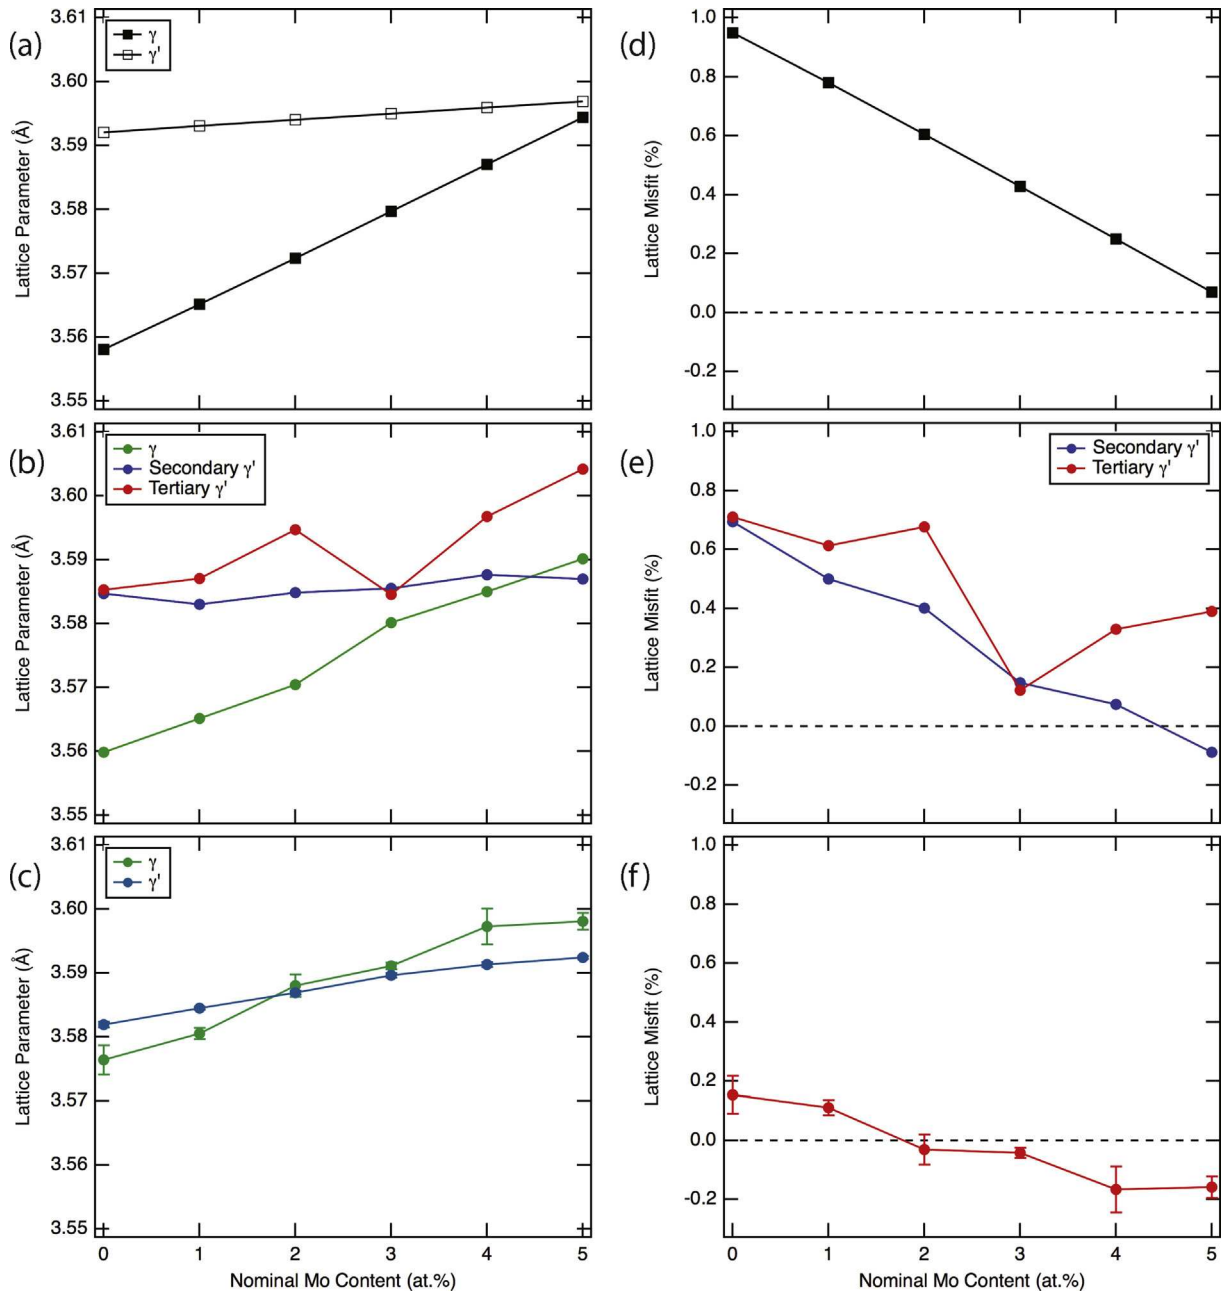 (a)
3.61
3.60
3.59
3.58
3.57
3.56
3.55
Lattice Parameter (Å)
γ
γ'
(d)
1.0
0.8
0.6
0.4
0.2
0.0
-0.2
Lattice Misfit (%)
(b)
3.61
3.60
3.59
3.58
3.57
3.56
3.55
Lattice Parameter (Å)
γ
Secondary γ'
Tertiary γ'
(e)
1.0
0.8
0.6
0.4
0.2
0.0
-0.2
Lattice Misfit (%)
Secondary γ'
Tertiary γ'
(c)
3.61
3.60
3.59
3.58
3.57
3.56
3.55
Lattice Parameter (Å)
γ
γ'
0 1 2 3 4 5
Nominal Mo Content (at.%)
(f)
1.0
0.8
0.6
0.4
0.2
0.0
-0.2
Lattice Misfit (%)
0 1 2 3 4 5
Nominal Mo Content (at.%)